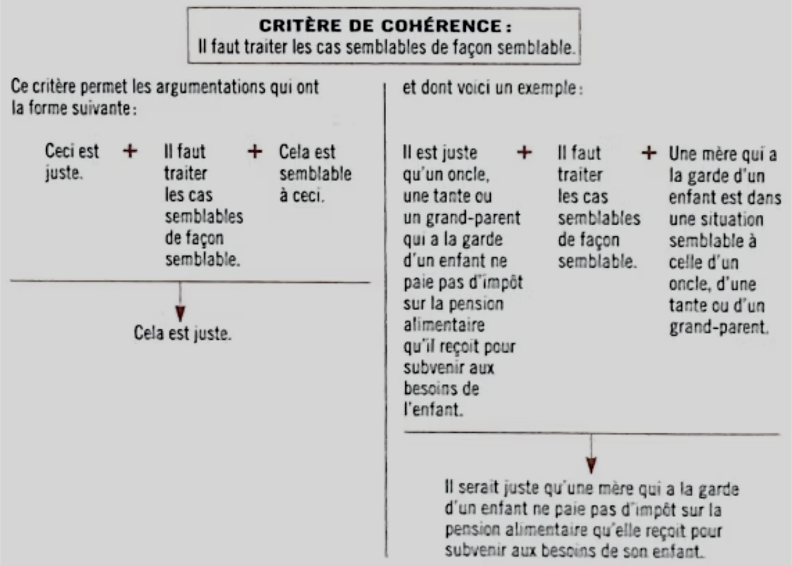 CRITÈRE DE COHÉRENCE :
Il faut traiter les cas semblables de façon semblable.
Ce critère permet les argumentations qui ont
la forme suivante :
Ceci est
juste.
+
Il faut
traiter
les cas
semblables
de façon
semblable.
+
Cela est
semblable
à ceci.
Cela est juste.
et dont voici un exemple :
Il est juste
qu'un oncle,
une tante ou
un grand-parent
qui a la garde
d'un enfant ne
paie pas d'impôt
sur la pension
alimentaire
qu'il reçoit pour
subvenir aux
besoins de
l'enfant.
+
Il faut
traiter
les cas
semblables
de façon
semblable.
+
Une mère qui a
la garde d'un
enfant est dans
une situation
semblable à
celle d'un
oncle, d'une
tante ou d'un
grand-parent.
Il serait juste qu'une mère qui a la garde
d'un enfant ne paie pas d'impôt sur la
pension alimentaire qu'elle reçoit pour
subvenir aux besoins de son enfant.